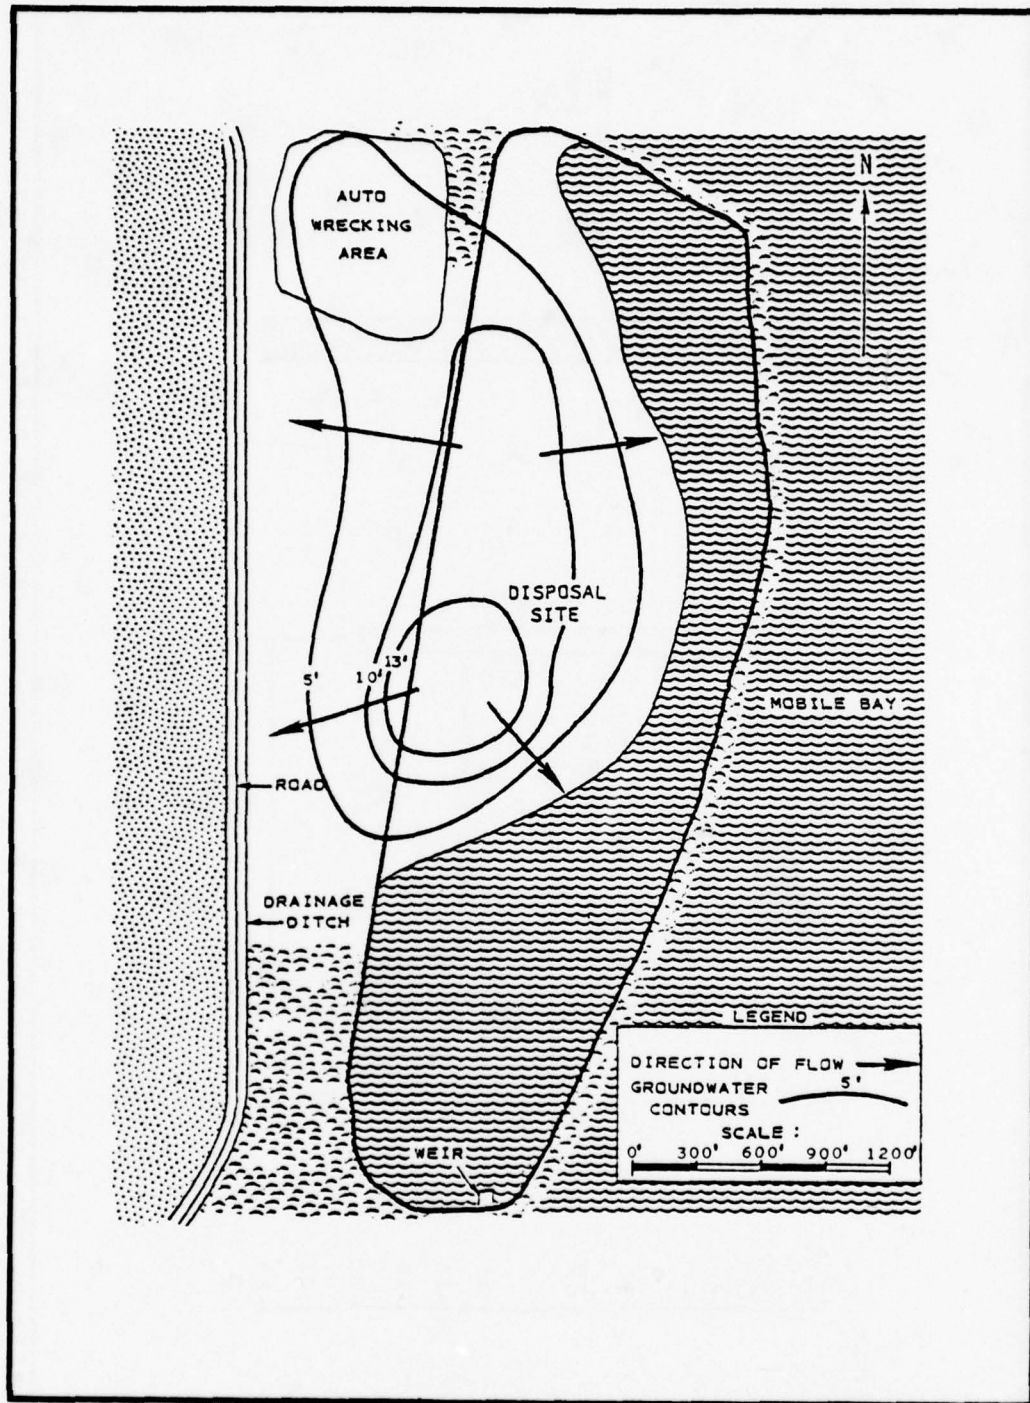 N
AUTO
WRECKING
AREA
DISPOSAL
SITE
5'
10'
13'
MOBILE BAY
ROAD
DRAINAGE
DITCH
LEGEND
DIRECTION OF FLOW
GROUNDWATER
CONTOURS
5'
SCALE :
0' 300' 600' 900' 1200'
WEIR